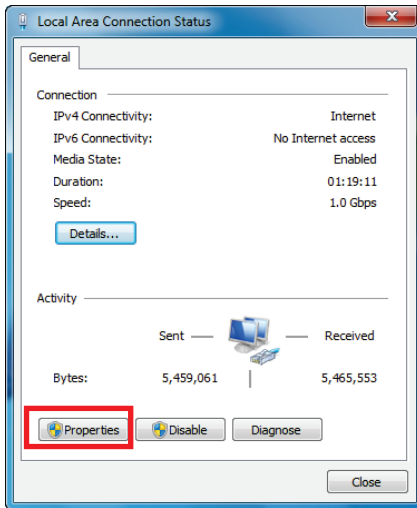 Local Area Connection Status
General
Connection
IPv4 Connectivity: Internet
IPv6 Connectivity: No Internet access
Media State: Enabled
Duration: 01:19:11
Speed: 1.0 Gbps
Details...
Activity
Sent Received
Bytes: 5,459,061 5,465,553
Properties Disable Diagnose
Close